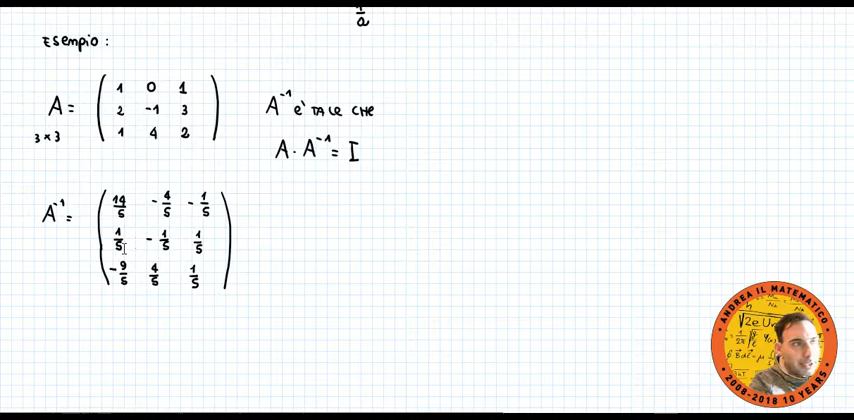 1/a
Esempio:
A = ( 1 0 1
2 -1 3
1 4 2 )
3×3
A⁻¹ è TALE CHE
A · A⁻¹ = I
A⁻¹ = ( 14/5 -4/5 -1/5
1/5 -1/5 1/5
-9/5 4/5 1/5 )
ANDREA IL MATEMATICO
2008-2018 10 YEARS